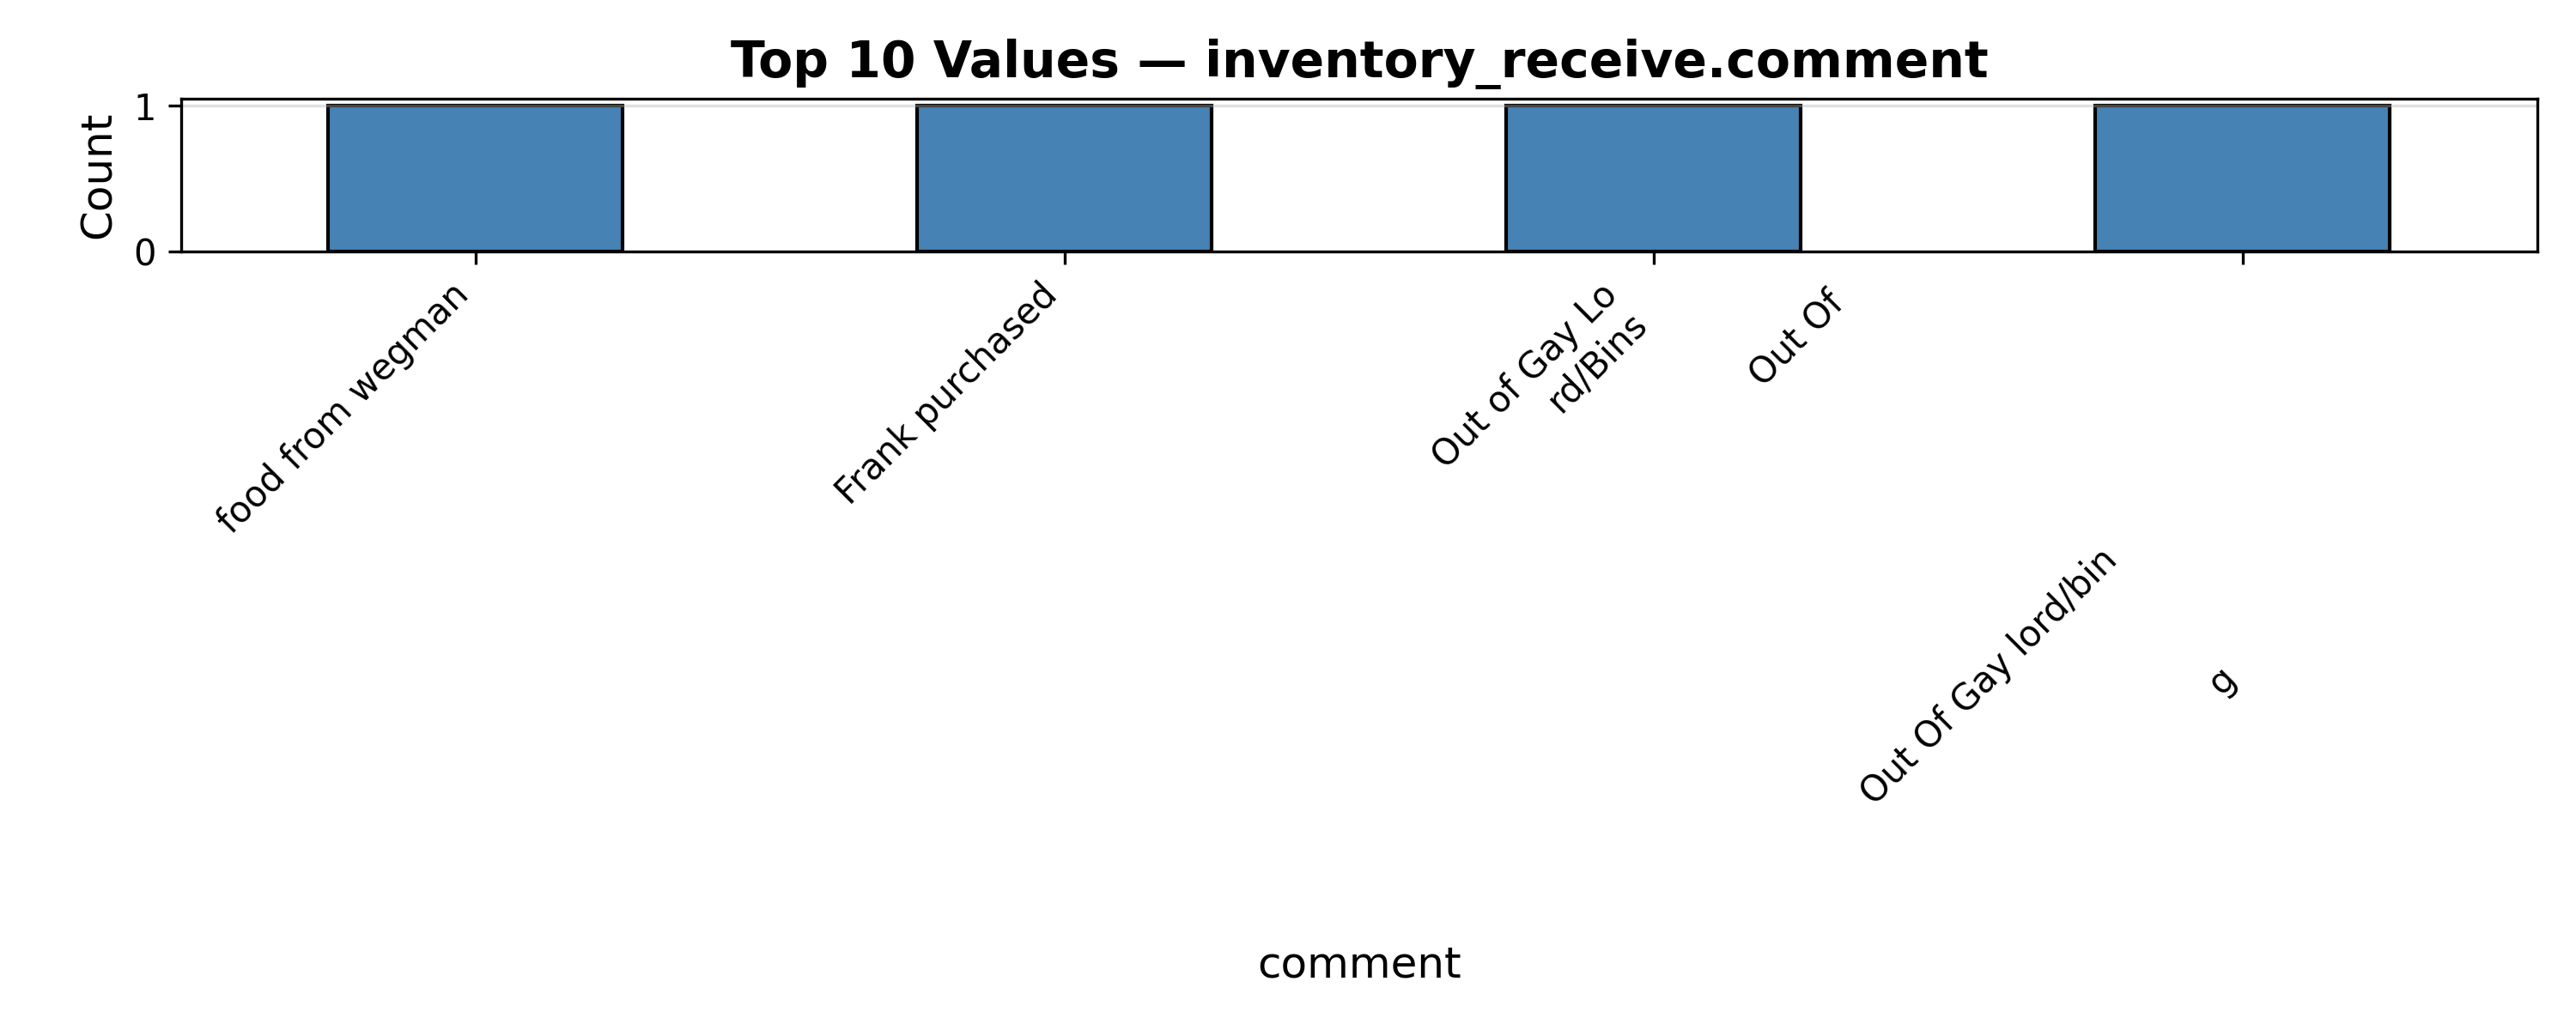 Top 10 Values — inventory_receive.comment
Count
1
0
food from wegman
Frank purchased
Out of Gay Lo
rd/Bins
Out Of
Out Of Gay lord/bin
g
comment